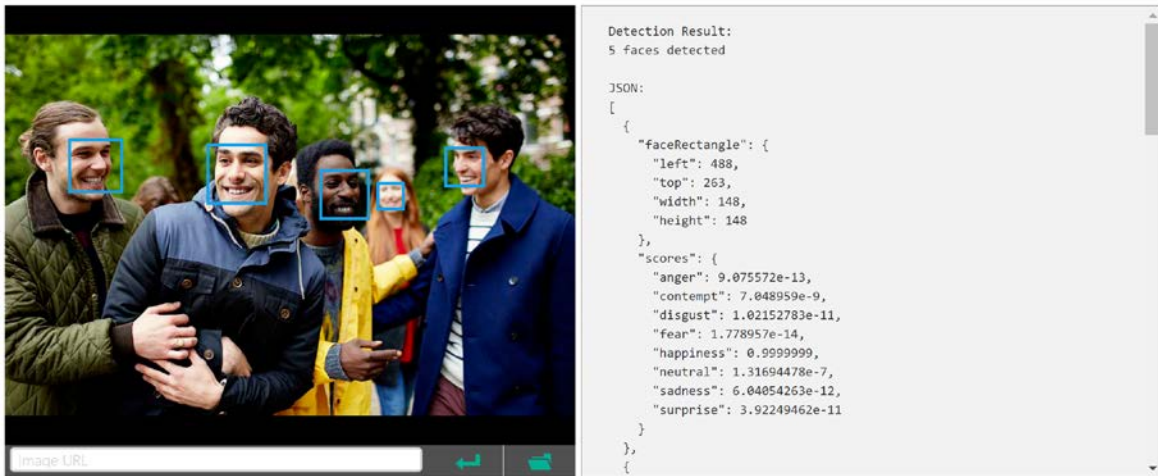 Detection Result:
5 faces detected
JSON:
[
{
"faceRectangle": {
"left": 488,
"top": 263,
"width": 148,
"height": 148
},
"scores": {
"anger": 9.075572e-13,
"contempt": 7.048959e-9,
"disgust": 1.02152783e-11,
"fear": 1.778957e-14,
"happiness": 0.9999999,
"neutral": 1.31694478e-7,
"sadness": 6.04054263e-12,
"surprise": 3.92249462e-11
}
},
{
Image URL